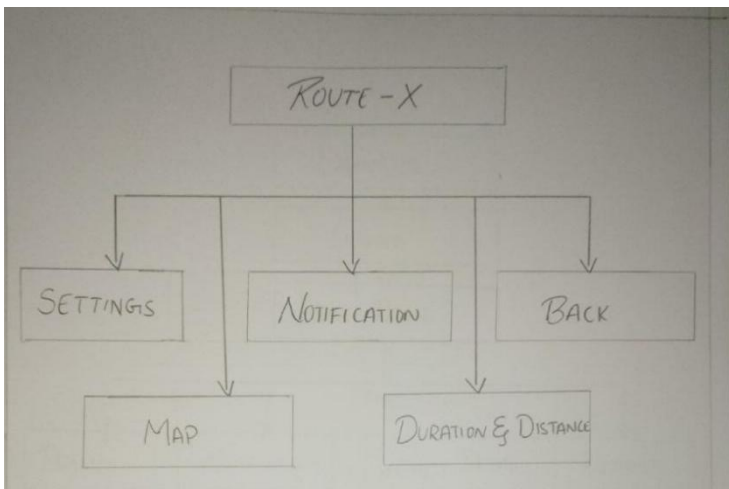 ROUTE-X
SETTINGS
NOTIFICATION
BACK
MAP
DURATION & DISTANCE